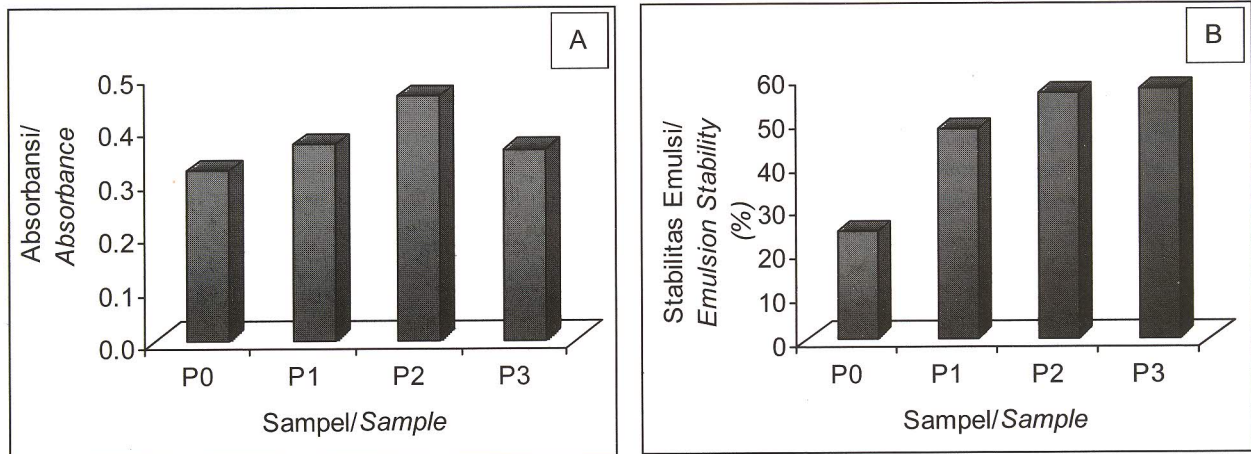 A
Absorbansi/
Absorbance
0.5
0.4
0.3
0.2
0.1
0.0
P0 P1 P2 P3
Sampel/Sample
B
Stabilitas Emulsi/
Emulsion Stability
(%)
60
50
40
30
20
10
0
P0 P1 P2 P3
Sampel/Sample